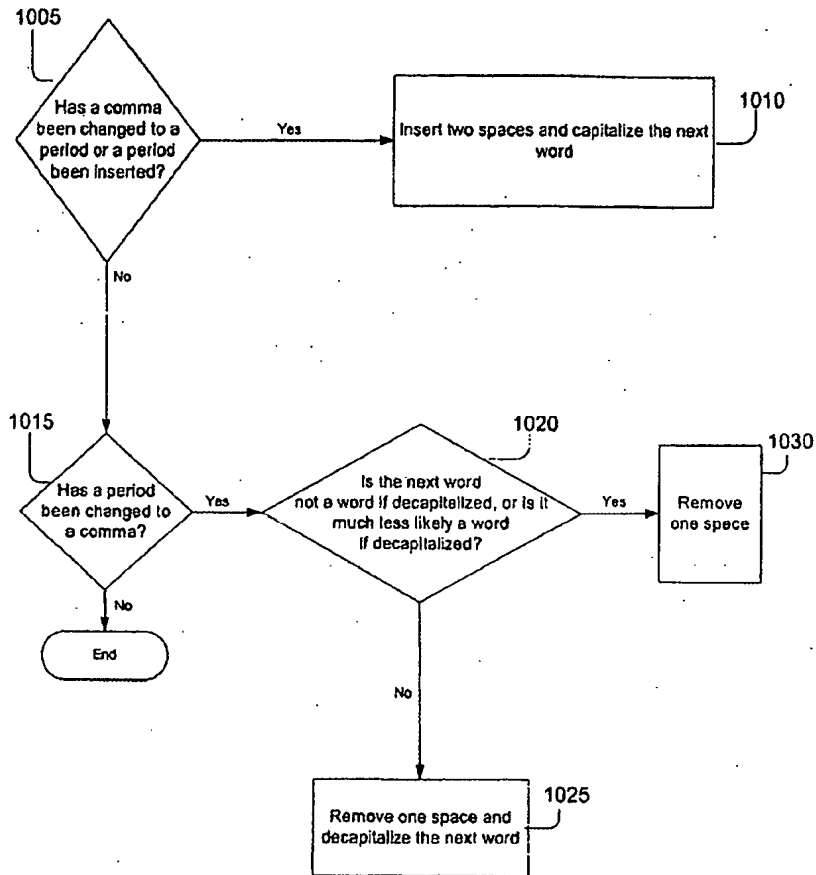 1005
Has a comma
been changed to a
period or a period
been inserted?
Yes
Insert two spaces and capitalize the next
word
1010
No
1015
Has a period
been changed to
a comma?
Yes
1020
Is the next word
not a word if decapitalized, or is it
much less likely a word
if decapitalized?
Yes
1030
Remove
one space
No
End
No
Remove one space and
decapitalize the next word
1025